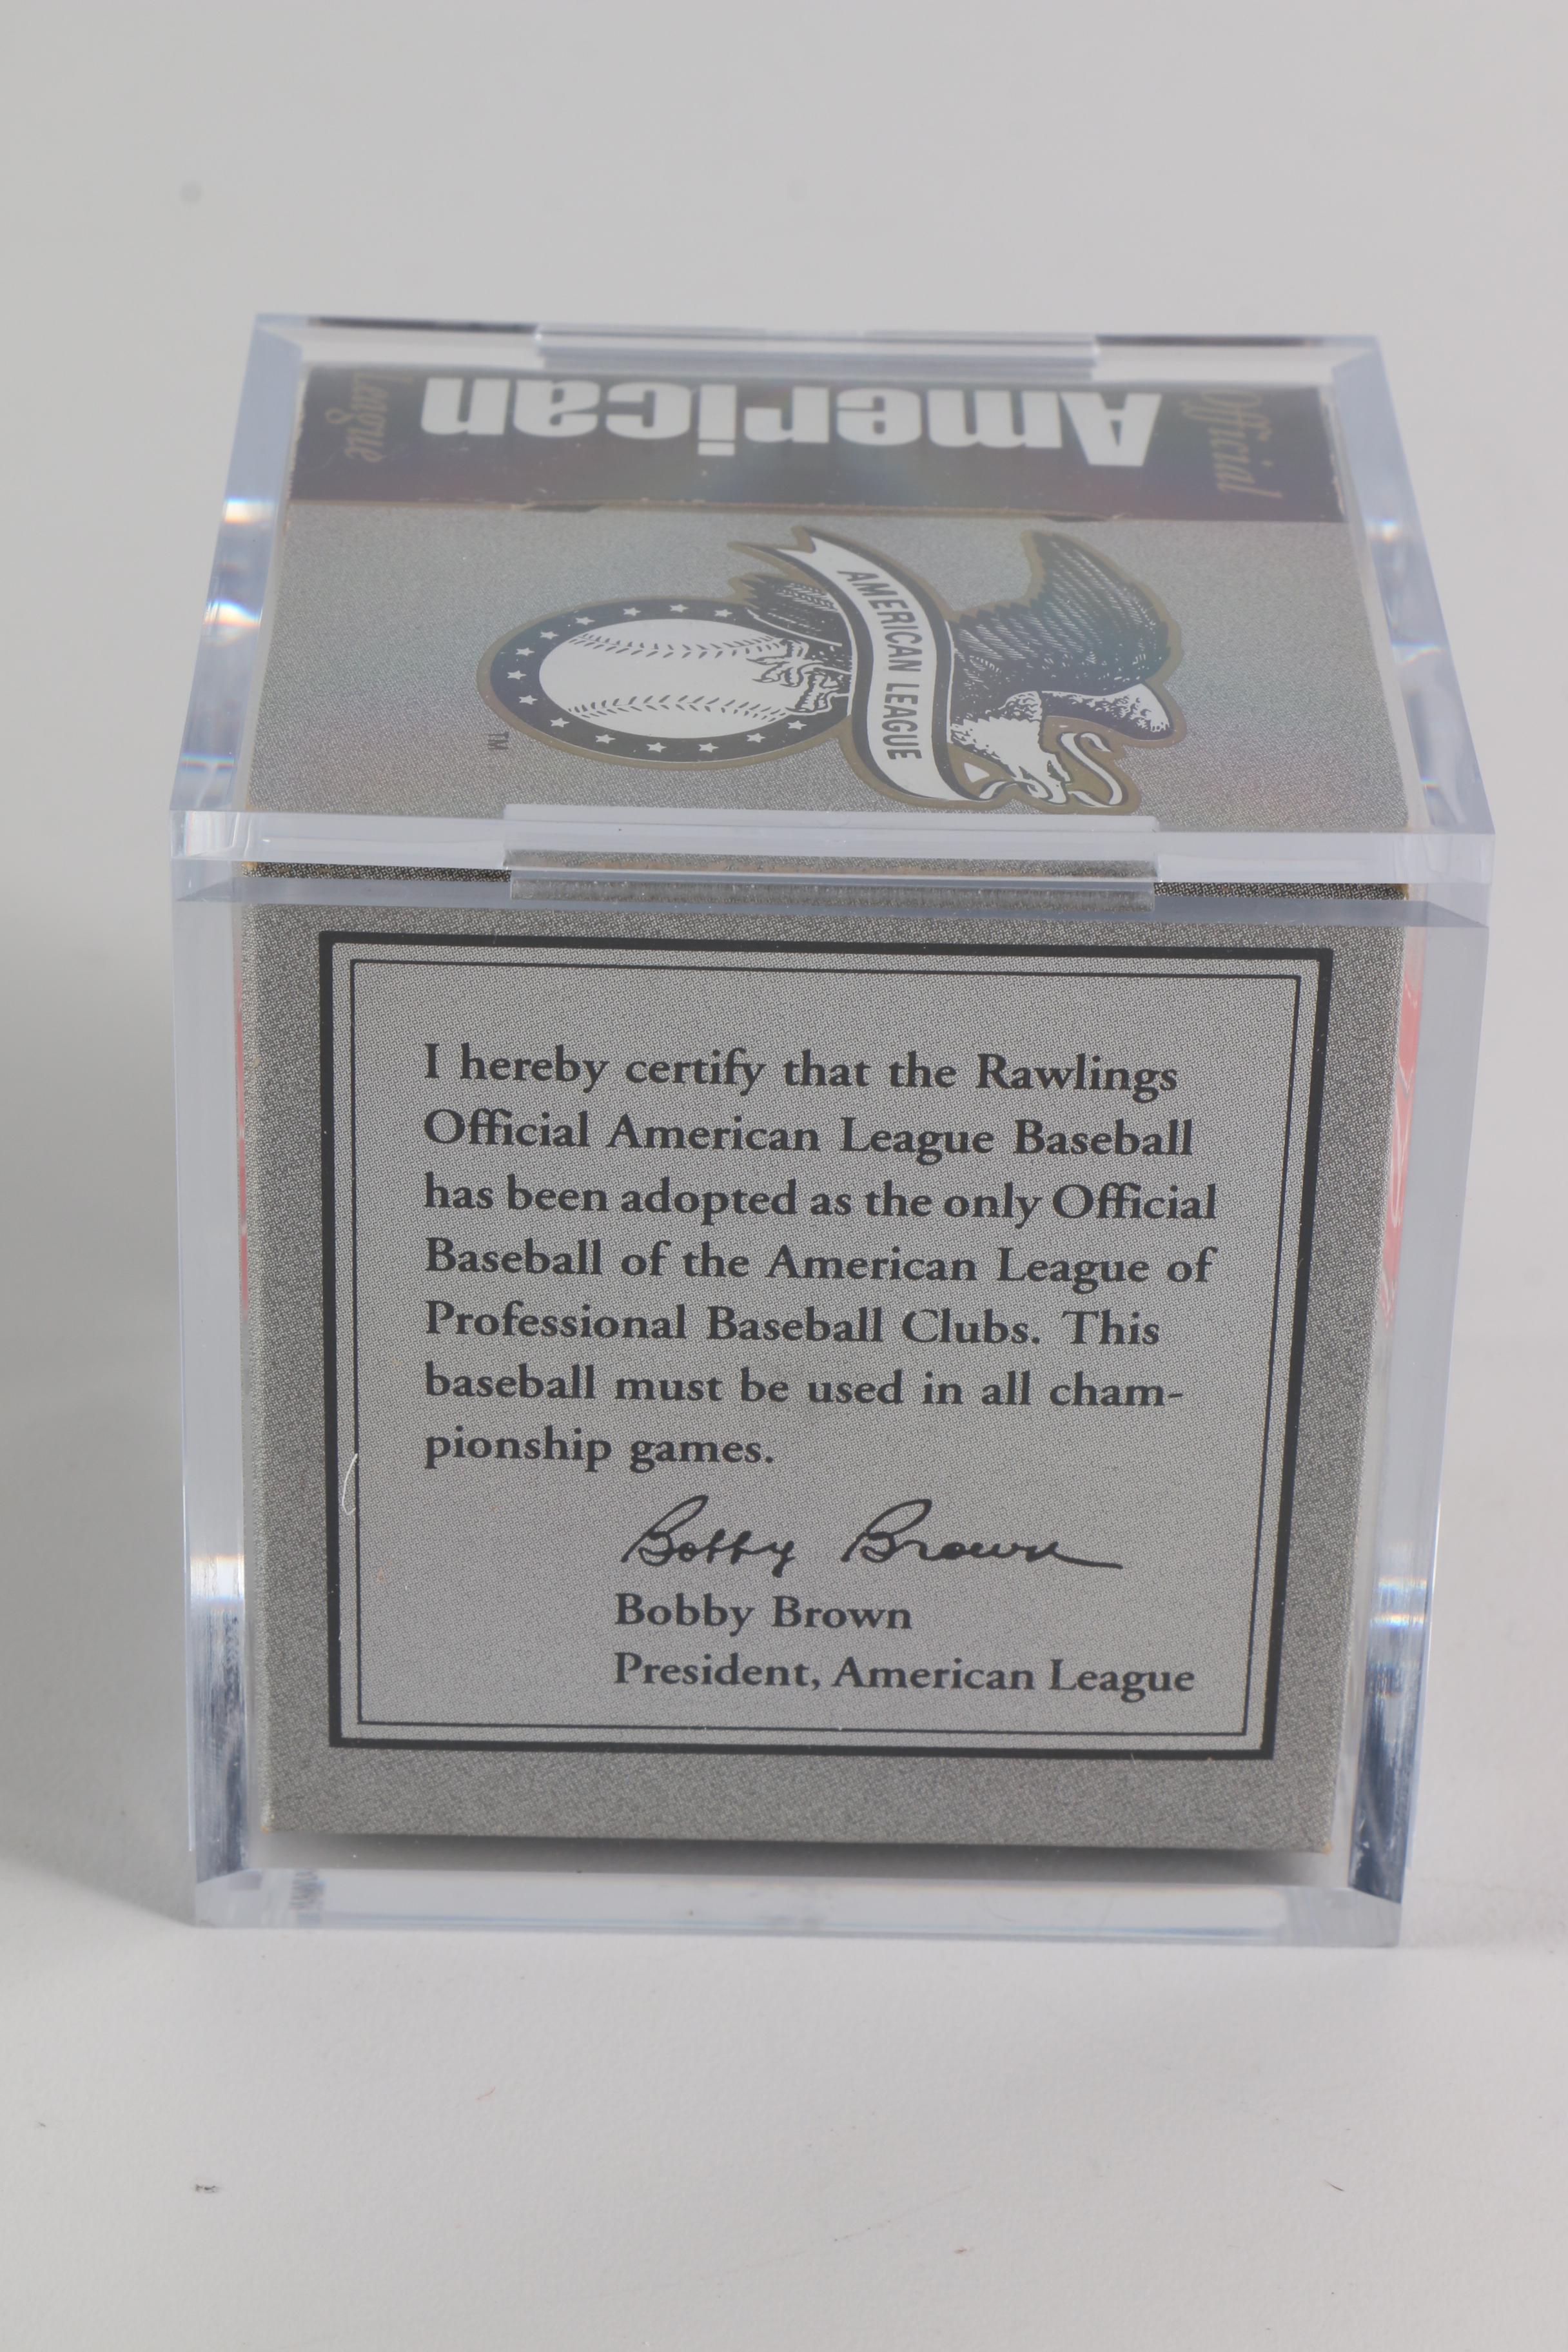 Official
American
League
AMERICAN LEAGUE
TM
I hereby certify that the Rawlings
Official American League Baseball
has been adopted as the only Official
Baseball of the American League of
Professional Baseball Clubs. This
baseball must be used in all cham-
pionship games.
Bobby Brown
Bobby Brown
President, American League